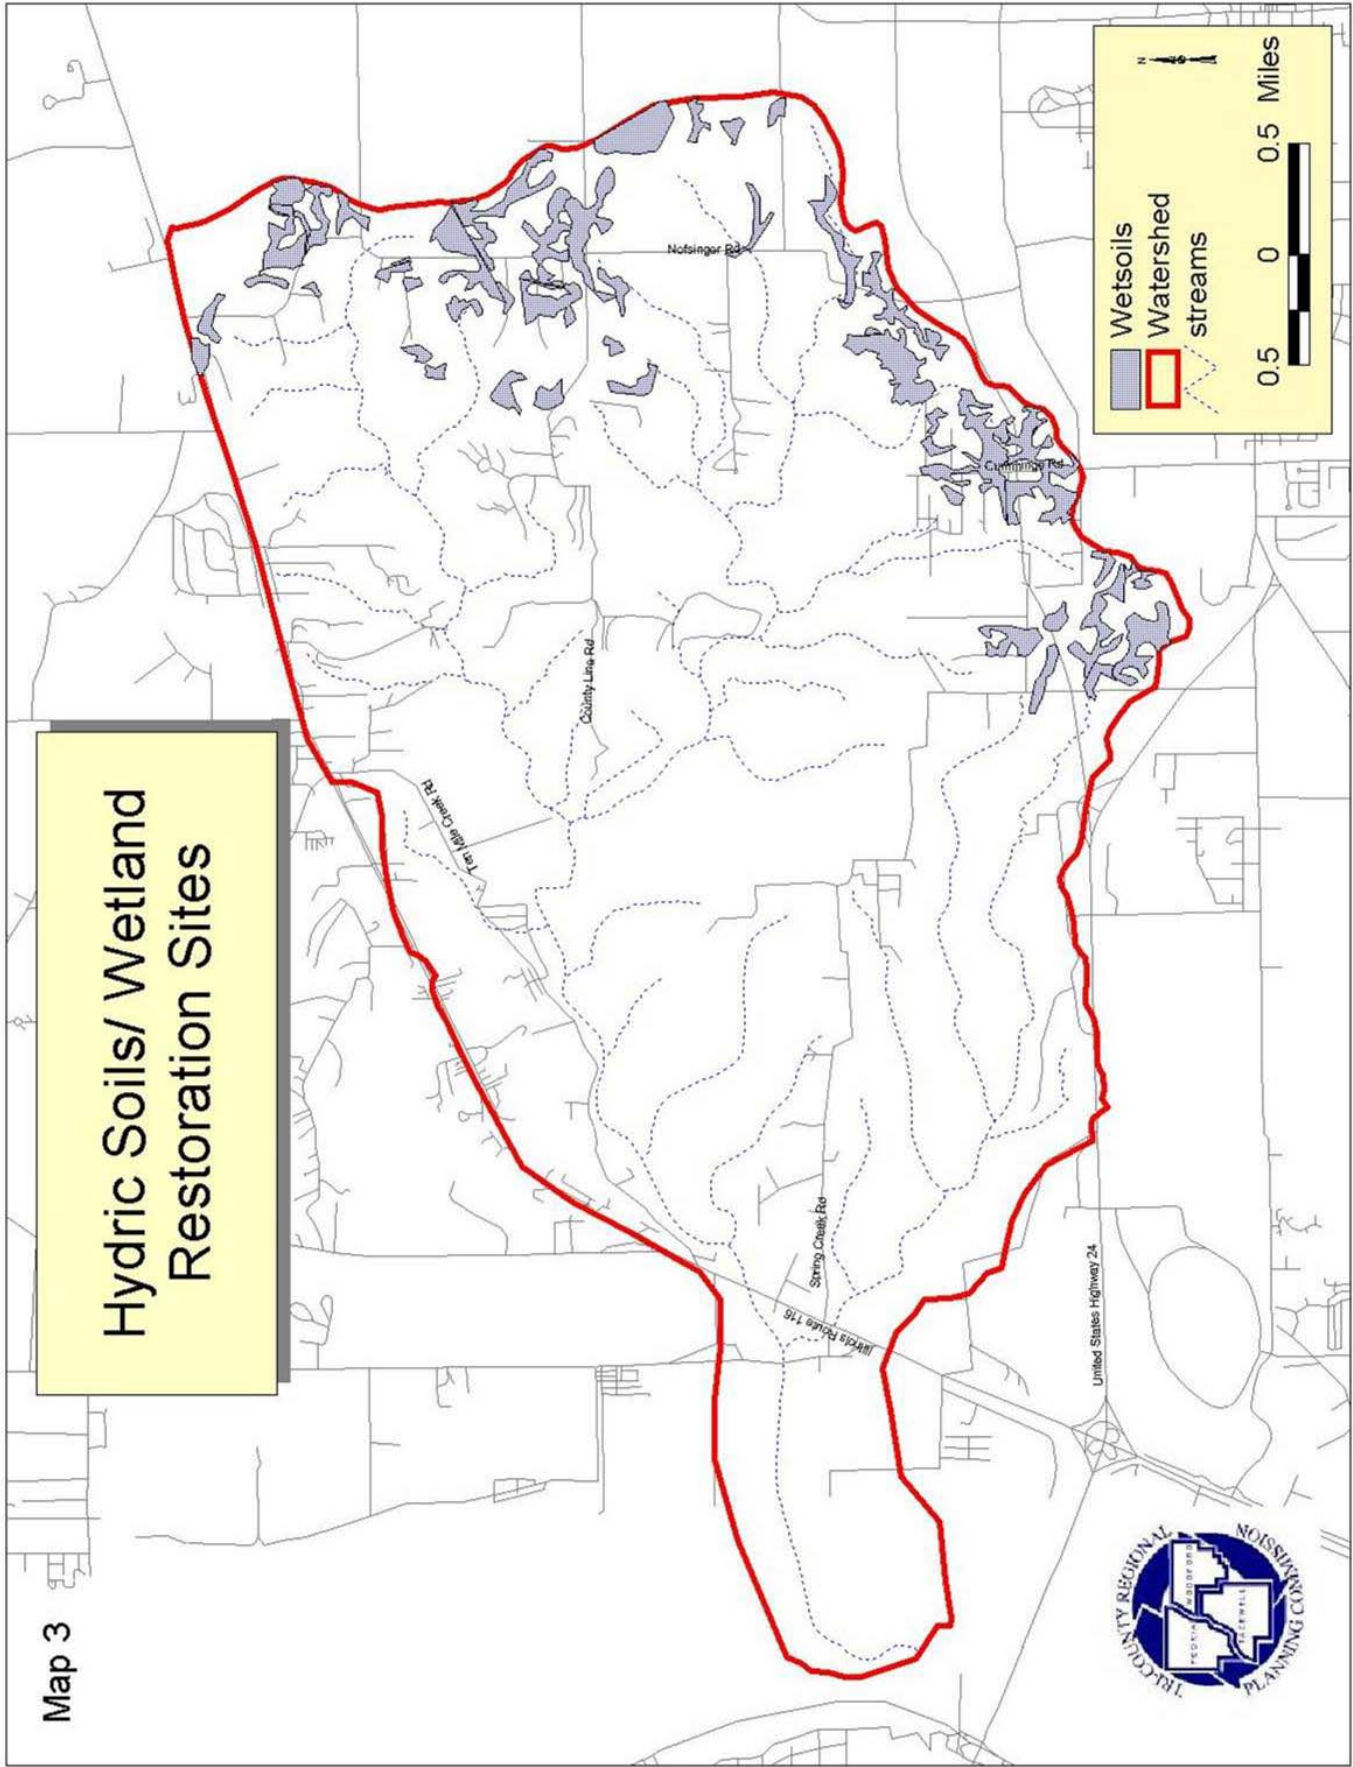 Map 3
Hydric Soils/ Wetland
Restoration Sites
Ten Mile Creek Rd
County Line Rd
Nofsinger Rd
Cummings Rd
Spring Creek Rd
Illinois Route 116
United States Highway 24
TRI-COUNTY REGIONAL
PLANNING COMMISSION
PEORIA
WOODFORD
TAZEWELL
Wetsoils
Watershed
streams
N
0.5 0 0.5 Miles